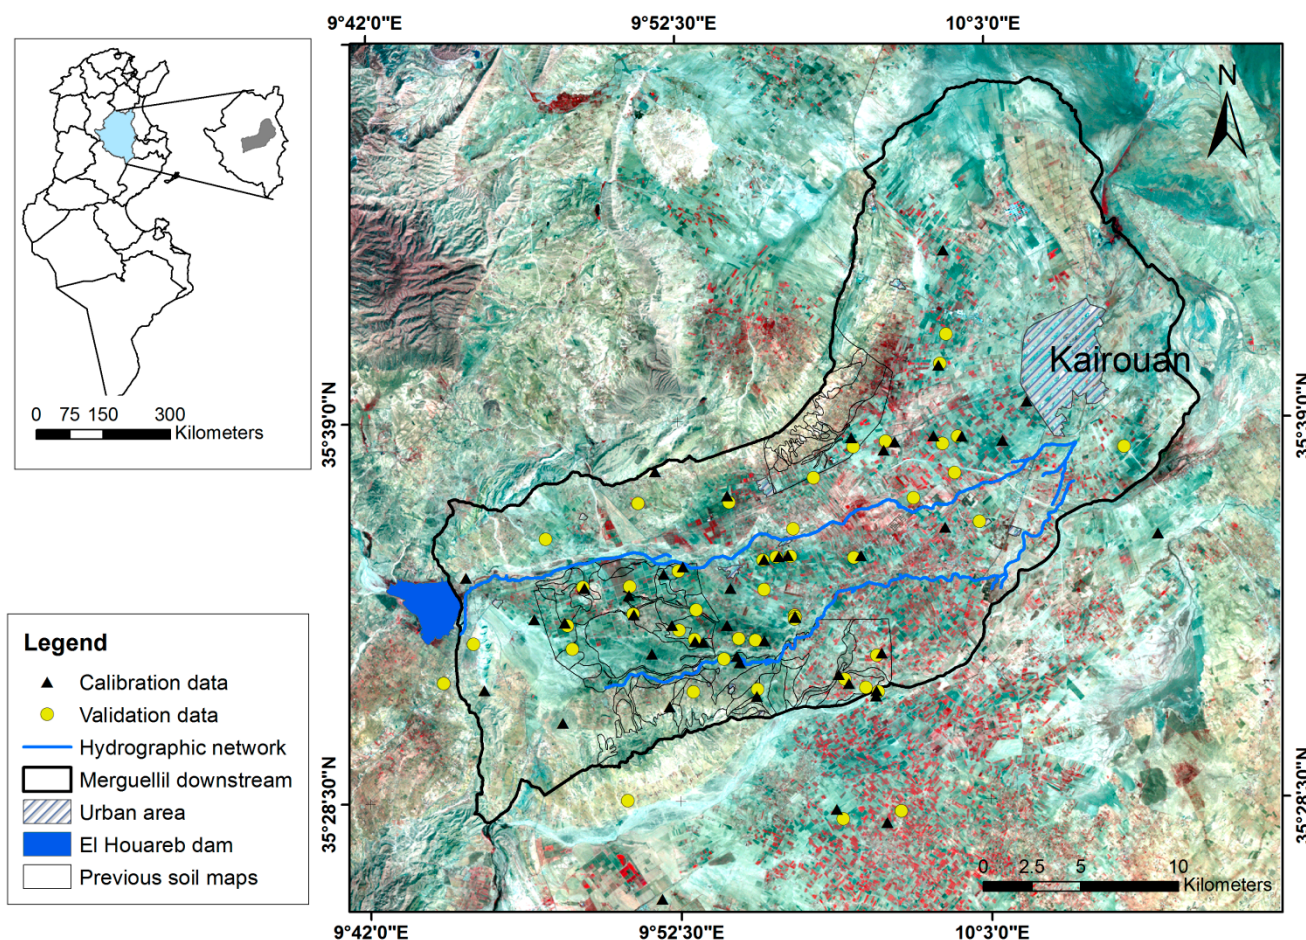 9°42'0"E
9°52'30"E
10°3'0"E
N
Kairouan
0 75 150 300
Kilometers
35°39'0"N
35°39'0"N
Legend
Calibration data
Validation data
Hydrographic network
Merguellil downstream
Urban area
El Houareb dam
Previous soil maps
35°28'30"N
35°28'30"N
0 2.5 5 10
Kilometers
9°42'0"E
9°52'30"E
10°3'0"E